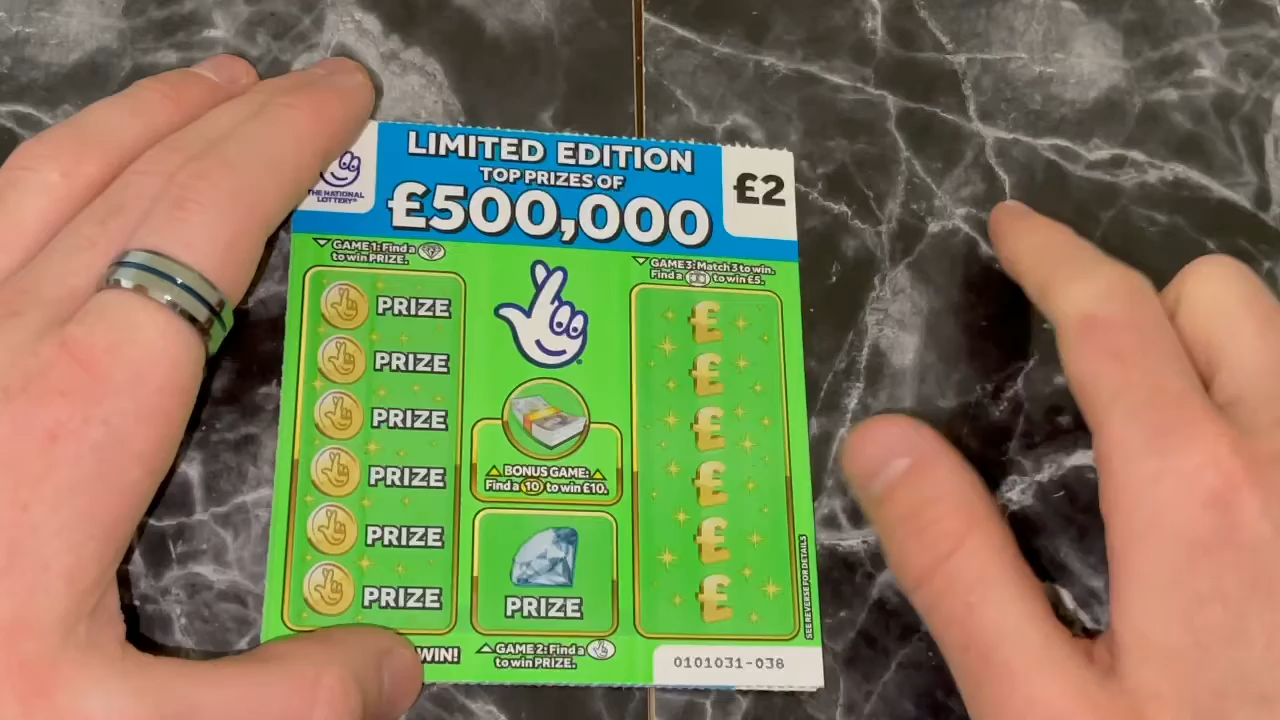 LIMITED EDITION
TOP PRIZES OF
£500,000
£2
THE NATIONAL
LOTTERY®
GAME 1: Find a
to win PRIZE.
PRIZE
PRIZE
PRIZE
PRIZE
PRIZE
PRIZE
BONUS GAME:
Find a 10 to win £10.
PRIZE
GAME 2: Find a
to win PRIZE.
GAME 3: Match 3 to win.
Find a to win £5.
£
£
£
£
£
£
SEE REVERSE FOR DETAILS
WIN!
0101031-038